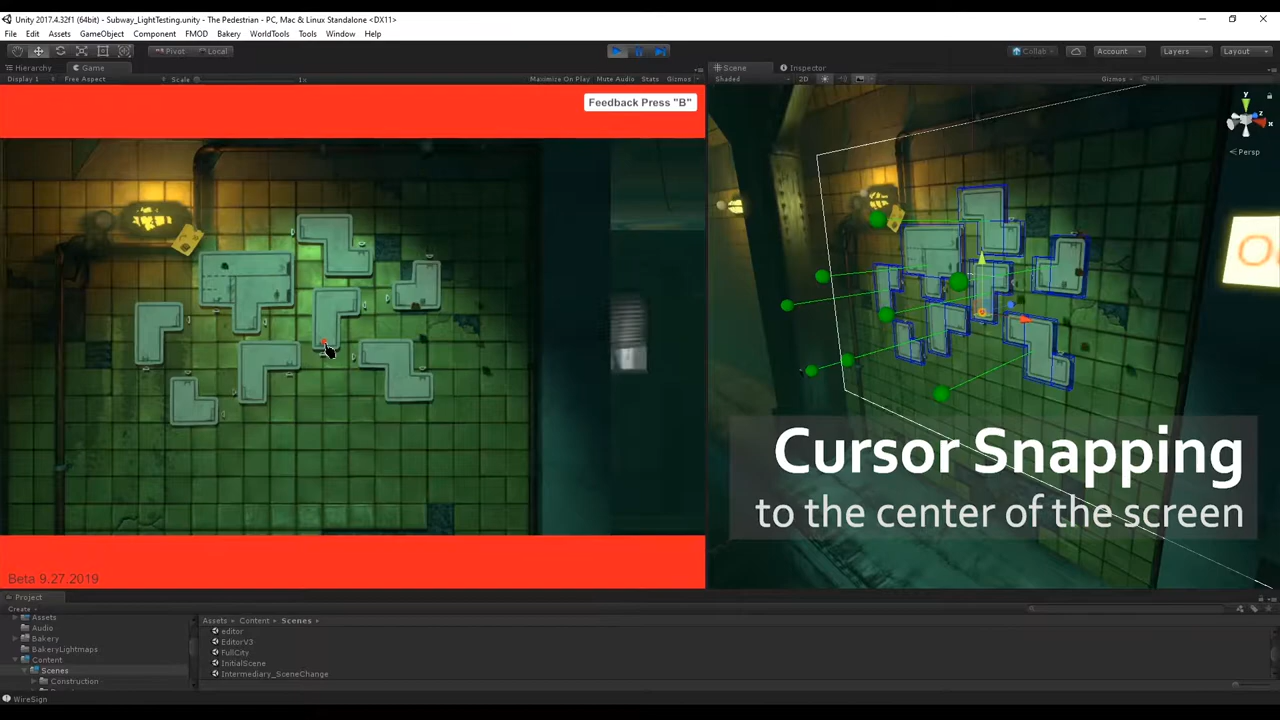 Unity 2017.4.32f1 (64bit) - Subway_LightTesting.unity - The Pedestrian - PC, Mac & Linux Standalone <DX11>
File Edit Assets GameObject Component FMOD Bakery WorldTools Tools Window Help
Pivot Local Collab Account Layers Layout
Hierarchy Game Scene Inspector
Display 1 Free Aspect Scale 1x Maximize On Play Mute Audio Stats Gizmos Shaded 2D Gizmos All
Feedback Press "B"
y
x
z
Persp
Cursor Snapping
to the center of the screen
Beta 9.27.2019
Project
Create
Assets
Audio
Bakery
BakeryLightmaps
Content
Scenes
Construction
Assets Content Scenes
editor
EditorV3
FullCity
InitialScene
Intermediary_SceneChange
WireSign